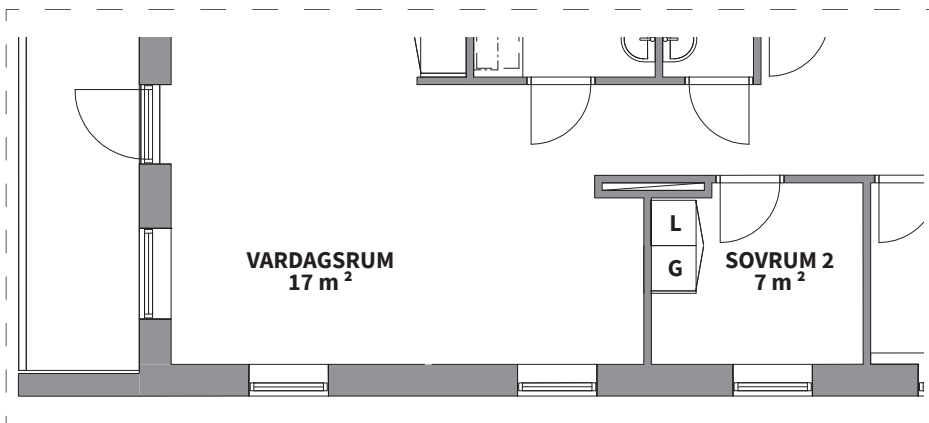 L
VARDAGSRUM
17 m ²
G
SOVRUM 2
7 m ²